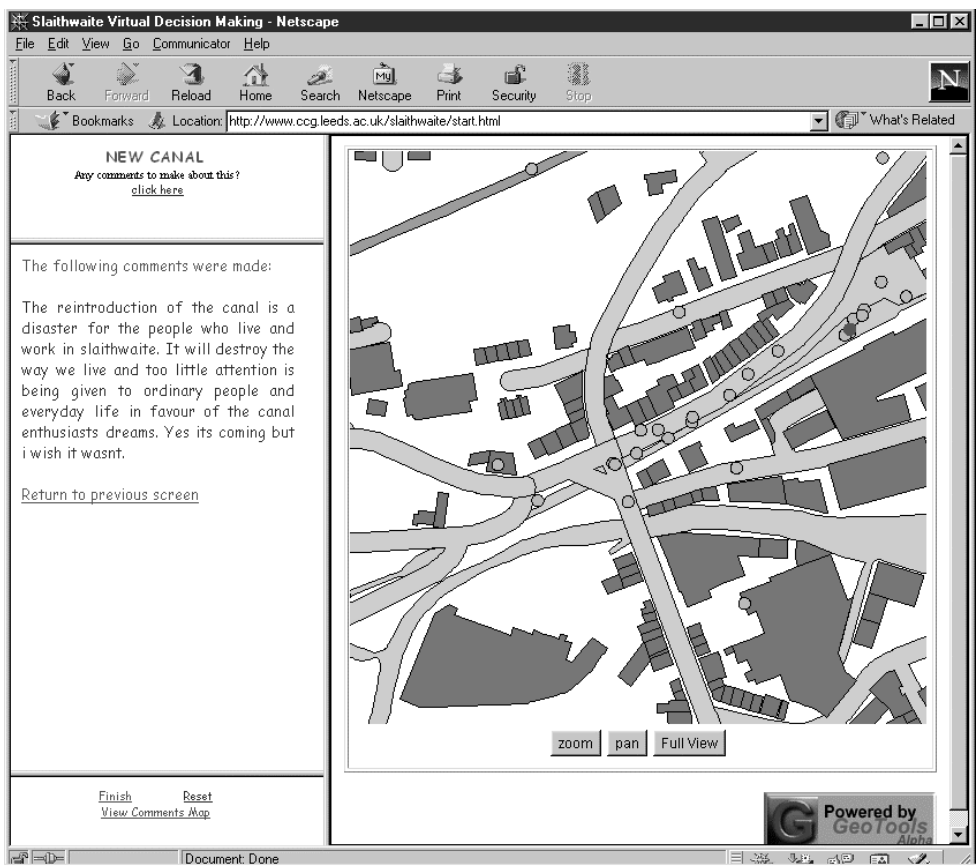 Slaithwaite Virtual Decision Making - Netscape
File Edit View Go Communicator Help
Back Forward Reload Home Search Netscape Print Security Stop
My
N
Bookmarks Location: http://www.ccg.leeds.ac.uk/slaithwaite/start.html What's Related
NEW CANAL
Any comments to make about this?
click here
The following comments were made:
The reintroduction of the canal is a
disaster for the people who live and
work in slaithwaite. It will destroy the
way we live and too little attention is
being given to ordinary people and
everyday life in favour of the canal
enthusiasts dreams. Yes its coming but
i wish it wasnt.
Return to previous screen
zoom pan Full View
Finish Reset
View Comments Map
G Powered by
GeoTools
Alpha
Document: Done